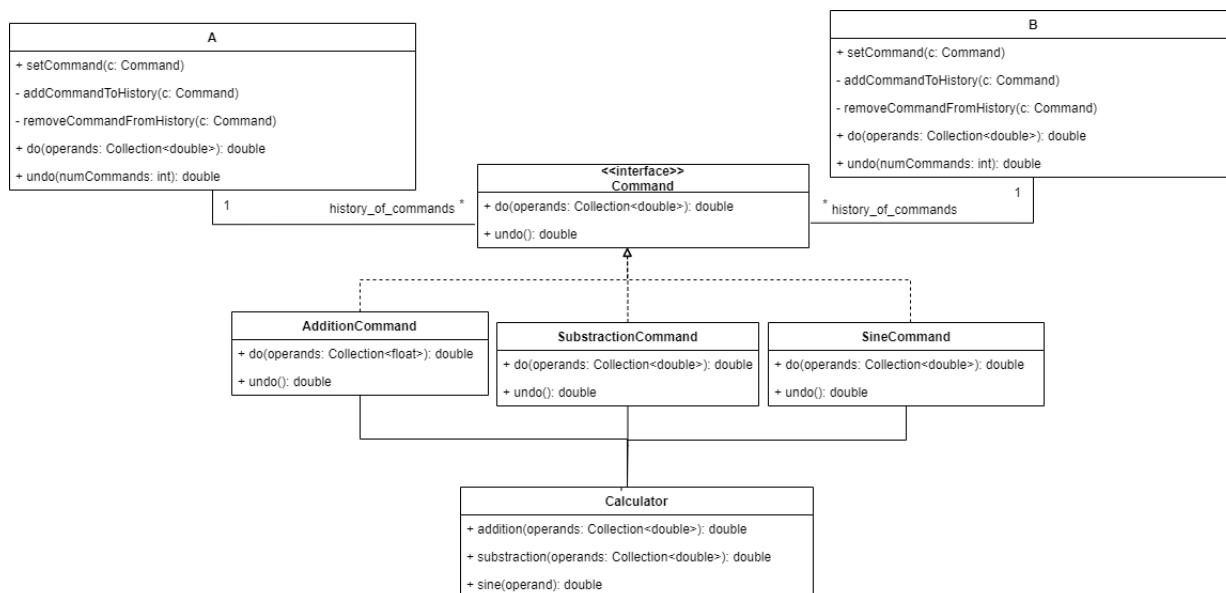 A
+ setCommand(c: Command)
- addCommandToHistory(c: Command)
- removeCommandFromHistory(c: Command)
+ do(operands: Collection<double>): double
+ undo(numCommands: int): double
1
history_of_commands *
B
+ setCommand(c: Command)
- addCommandToHistory(c: Command)
- removeCommandFromHistory(c: Command)
+ do(operands: Collection<double>): double
+ undo(numCommands: int): double
1
* history_of_commands
<<interface>>
Command
+ do(operands: Collection<double>): double
+ undo(): double
AdditionCommand
+ do(operands: Collection<float>): double
+ undo(): double
SubstractionCommand
+ do(operands: Collection<double>): double
+ undo(): double
SineCommand
+ do(operands: Collection<double>): double
+ undo(): double
Calculator
+ addition(operands: Collection<double>): double
+ substraction(operands: Collection<double>): double
+ sine(operand): double